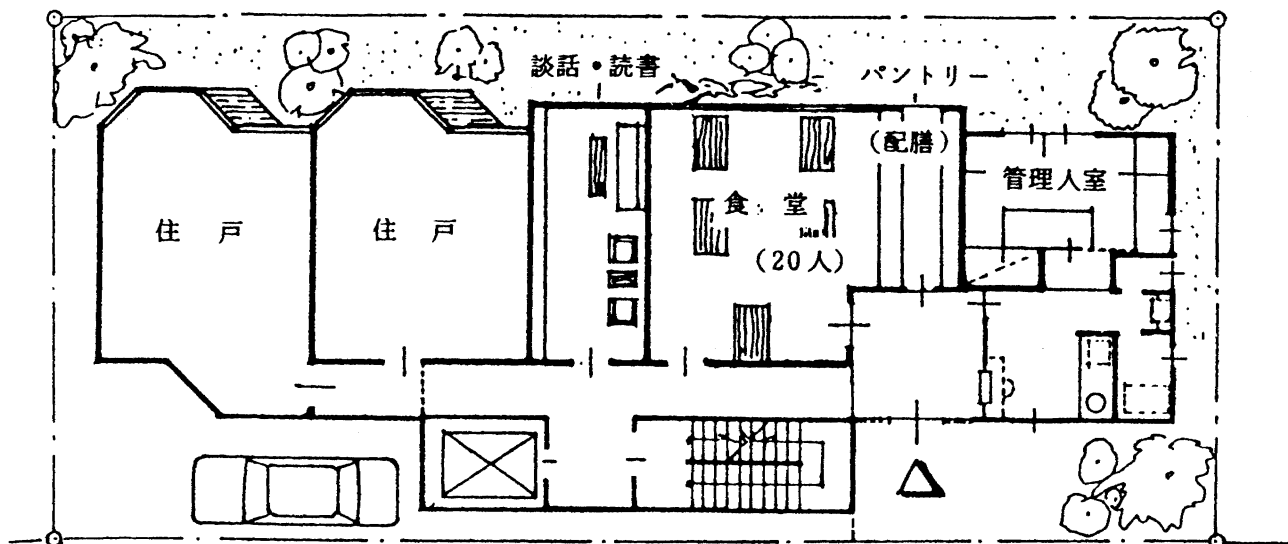 談話・読書
パントリー
(配膳)
管理人室
住戸
住戸
食堂
(20人)